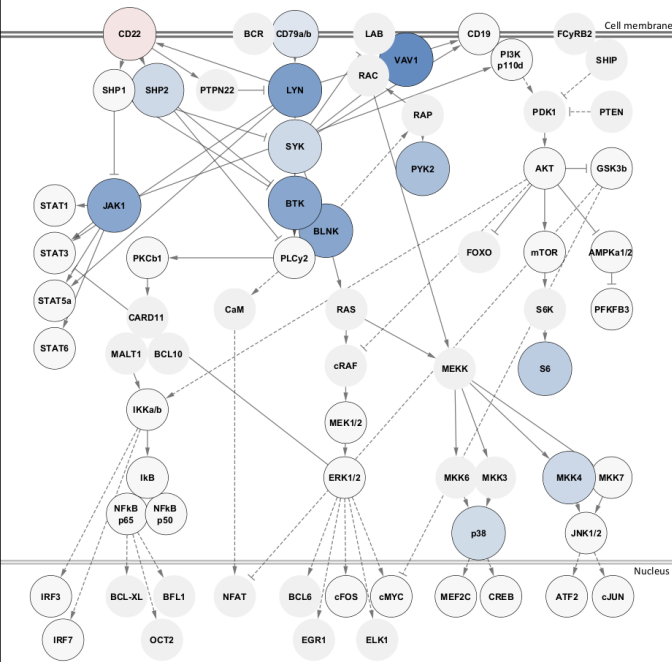 Cell membrane
CD22
BCR
CD79a/b
LAB
CD19
FCyRB2
VAV1
PI3K
p110d
SHIP
RAC
SHP1
SHP2
PTPN22
LYN
RAP
PDK1
PTEN
SYK
PYK2
AKT
GSK3b
STAT1
JAK1
BTK
BLNK
STAT3
PKCb1
PLCy2
FOXO
mTOR
AMPKa1/2
STAT5a
CARD11
CaM
RAS
S6K
PFKFB3
STAT6
MALT1
BCL10
cRAF
MEKK
S6
IKKa/b
MEK1/2
IkB
ERK1/2
MKK6
MKK3
MKK4
MKK7
NFkB
p65
NFkB
p50
p38
JNK1/2
Nucleus
IRF3
BCL-XL
BFL1
NFAT
BCL6
cFOS
cMYC
MEF2C
CREB
ATF2
cJUN
IRF7
OCT2
EGR1
ELK1